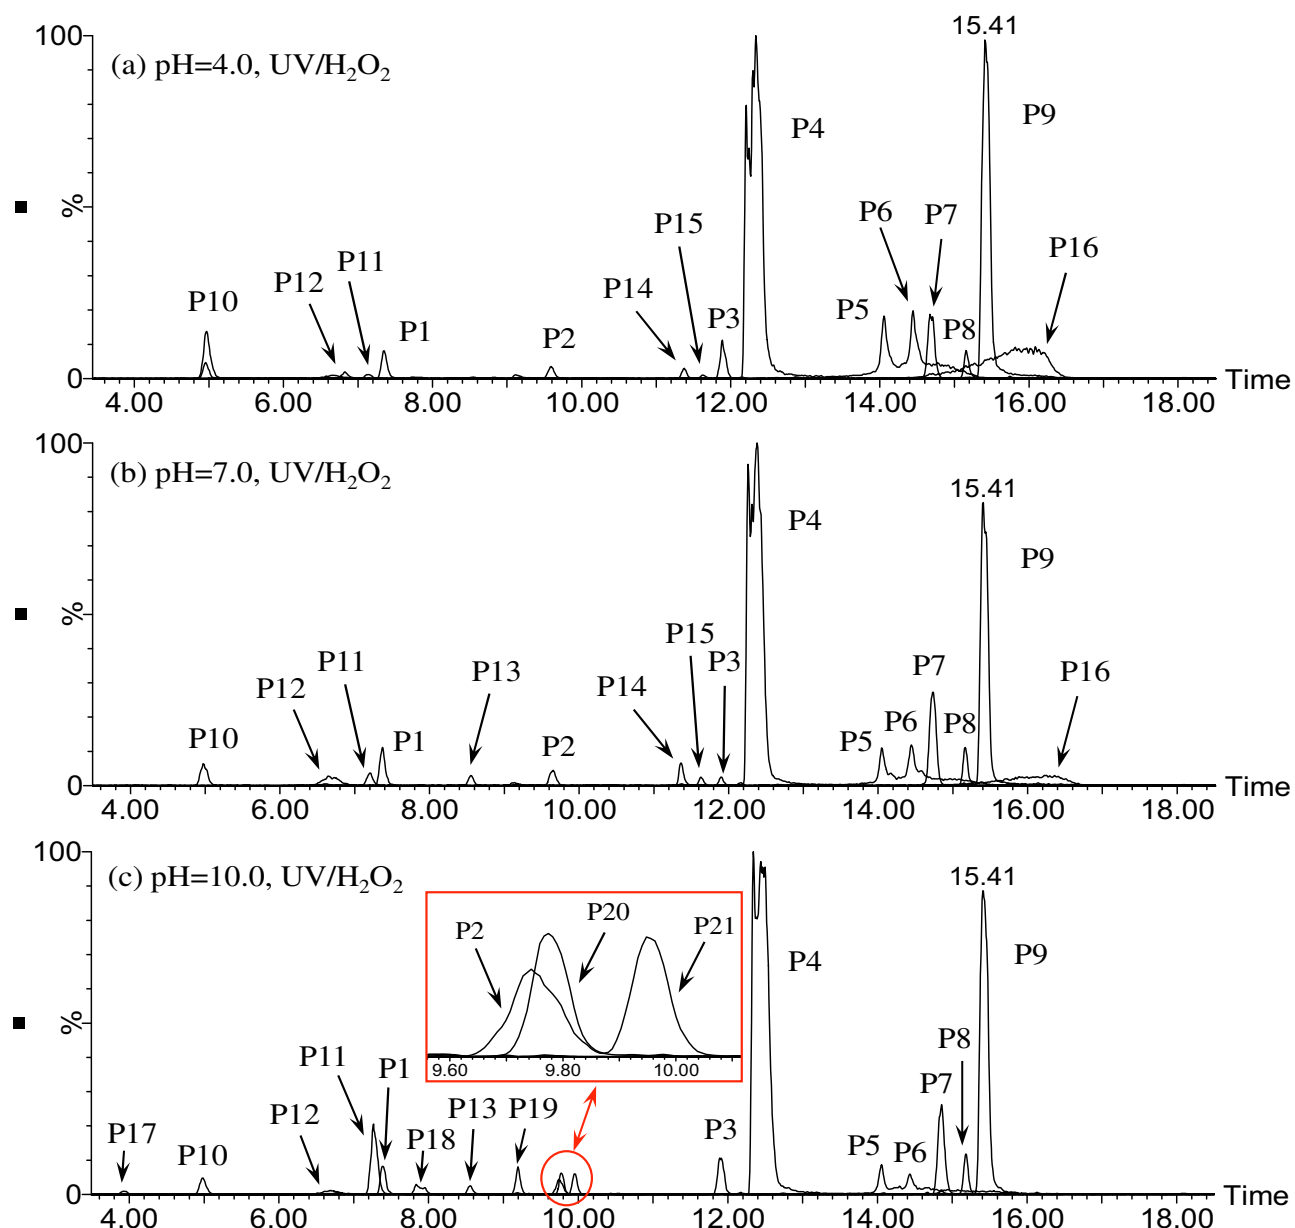 15.41
100
(a) pH=4.0, UV/H₂O₂
P4
P9
%
P15
P6
P7
P14
P16
P12
P11
P10
P1
P2
P3
P5
P8
0
Time
4.00 6.00 8.00 10.00 12.00 14.00 16.00 18.00
100
(b) pH=7.0, UV/H₂O₂
15.41
P4
P9
%
P15
P3
P12
P11
P13
P14
P7
P16
P10
P1
P2
P5
P6
P8
0
Time
4.00 6.00 8.00 10.00 12.00 14.00 16.00 18.00
100
(c) pH=10.0, UV/H₂O₂
15.41
P2
P20
P21
P4
P9
9.60 9.80 10.00
%
P11
P1
P8
P7
P17
P12
P18
P13
P19
P10
P3
P5
P6
0
Time
4.00 6.00 8.00 10.00 12.00 14.00 16.00 18.00